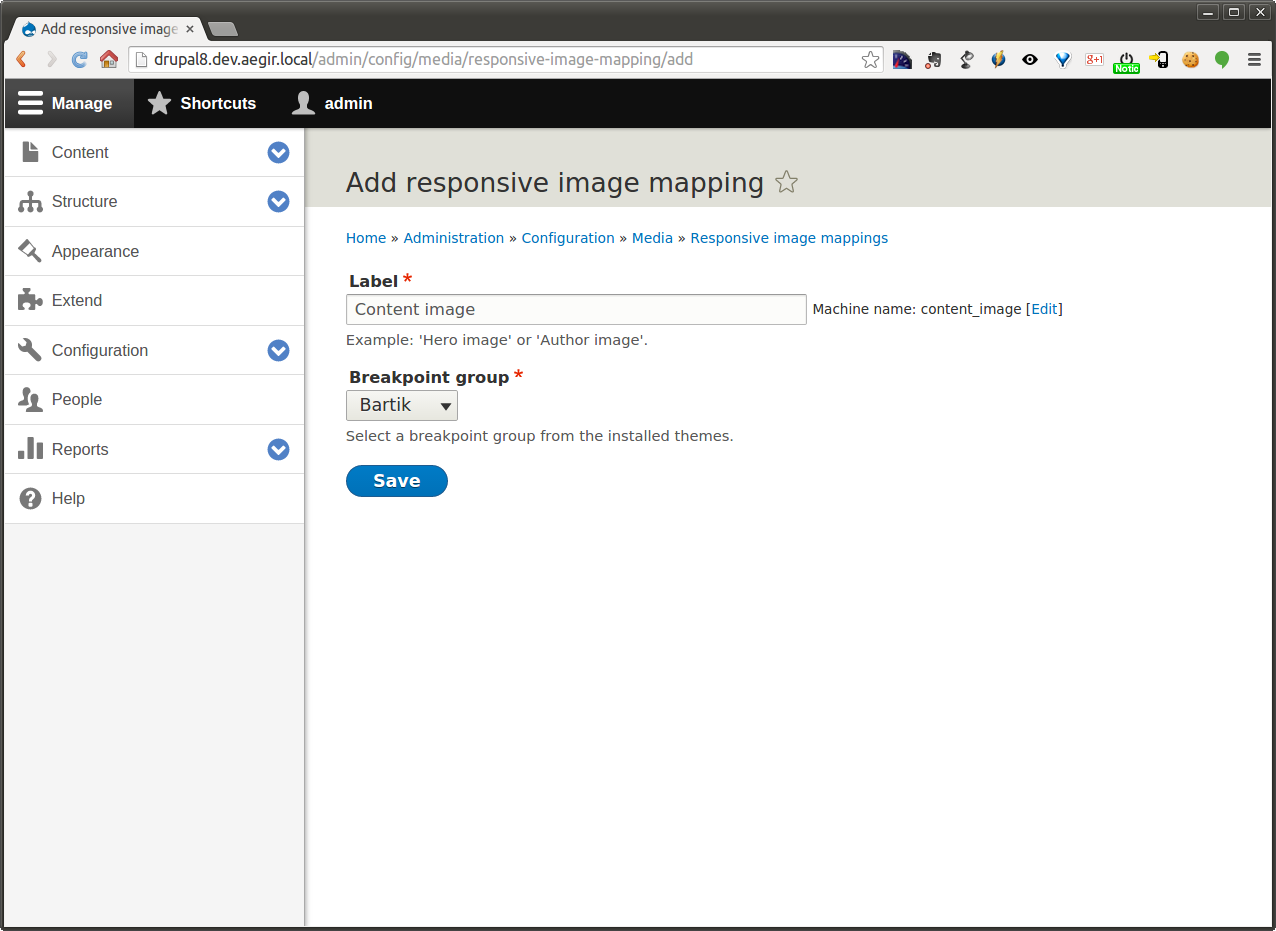 Add responsive image
drupal8.dev.aegir.local/admin/config/media/responsive-image-mapping/add
g+1
Notic
Manage
Shortcuts
admin
Content
Structure
Appearance
Extend
Configuration
People
Reports
Help
Add responsive image mapping
Home » Administration » Configuration » Media » Responsive image mappings
Label *
Content image
Machine name: content_image [Edit]
Example: 'Hero image' or 'Author image'.
Breakpoint group *
Bartik
Select a breakpoint group from the installed themes.
Save